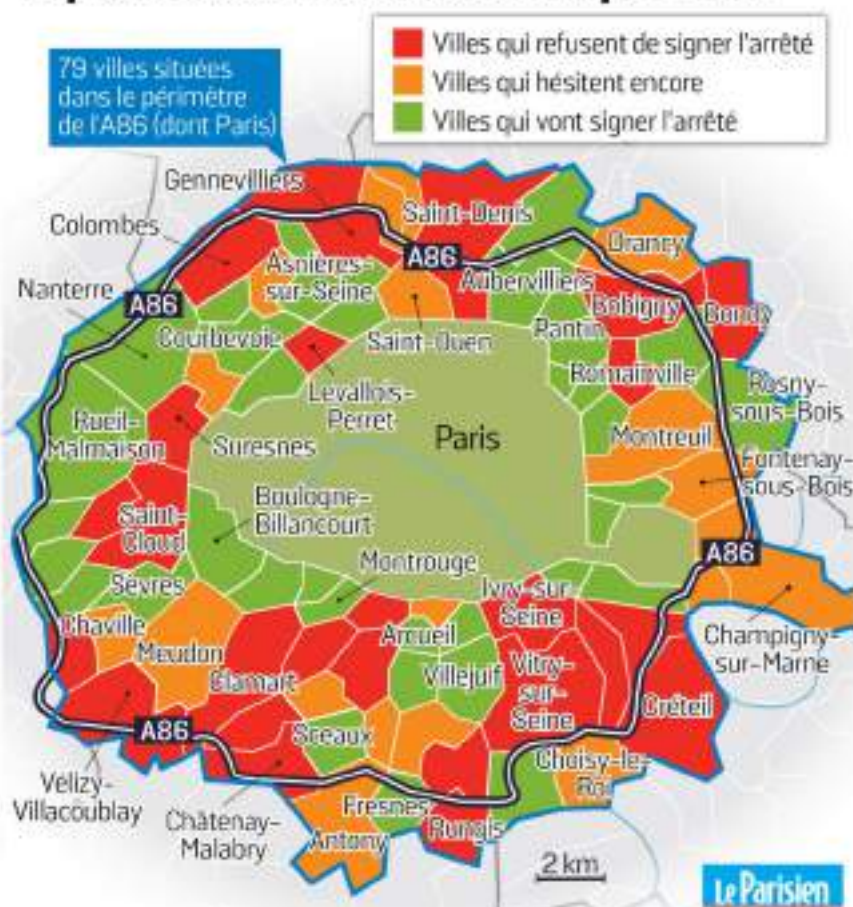 Villes qui refusent de signer l'arrêté
Villes qui hésitent encore
Villes qui vont signer l'arrêté
79 villes situées
dans le périmètre
de l'A86 (dont Paris)
Gennevilliers
Saint-Denis
Colombes
Drancy
Asnières-
sur-Seine
A86
Aubervilliers
Nanterre
A86
Bobigny
Bondy
Courbevoie
Saint-Ouen
Pantin
Levallois-
Perret
Romainville
Rosny-
sous-Bois
Rueil-
Malmaison
Suresnes
Paris
Montreuil
Fontenay-
sous-Bois
Boulogne-
Billancourt
Saint-
Cloud
A86
Montrouge
Sèvres
Ivry-sur-
Seine
Chaville
Arcueil
Champigny-
sur-Marne
Meudon
Clamart
Villejuif
Vitry-
sur-
Seine
Créteil
A86
Sceaux
Choisy-le-
Roi
Vélizy-
Villacoublay
Châtenay-
Malabry
Fresnes
Antony
Rungis
2 km
Le Parisien